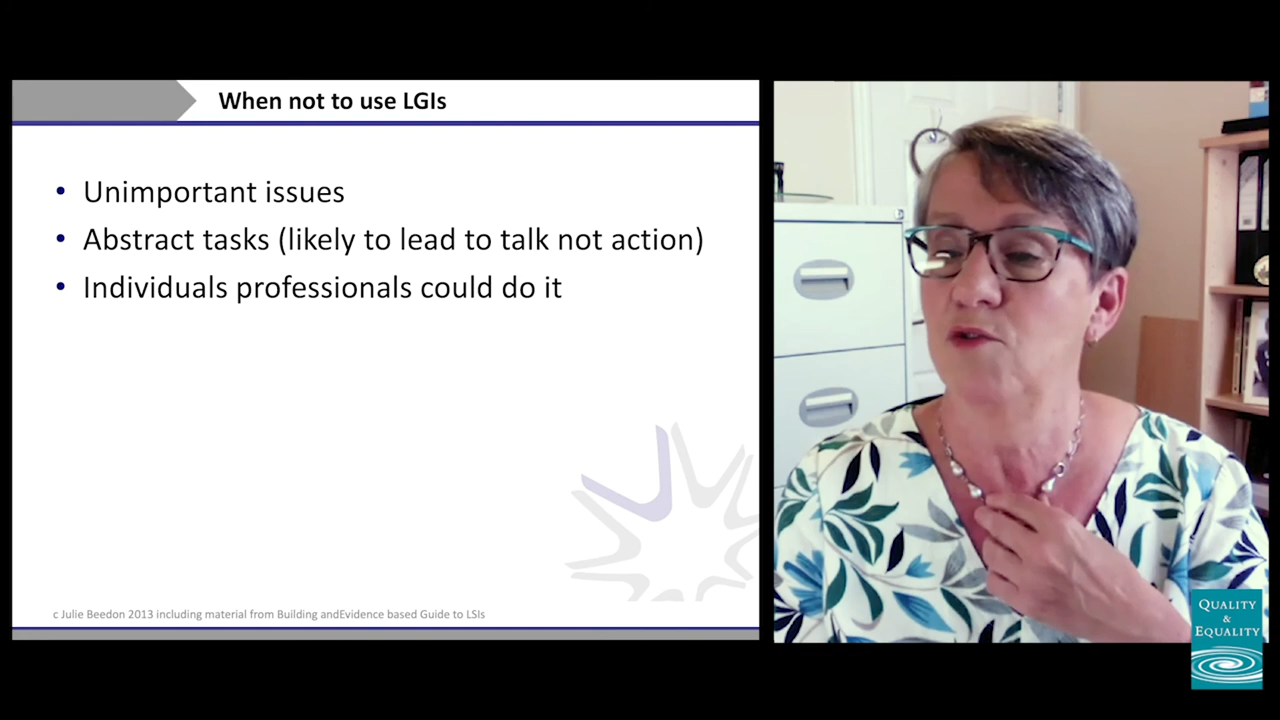 When not to use LGIs
• Unimportant issues
• Abstract tasks (likely to lead to talk not action)
• Individuals professionals could do it
c Julie Beedon 2013 including material from Building andEvidence based Guide to LSIs
QUALITY
&
EQUALITY